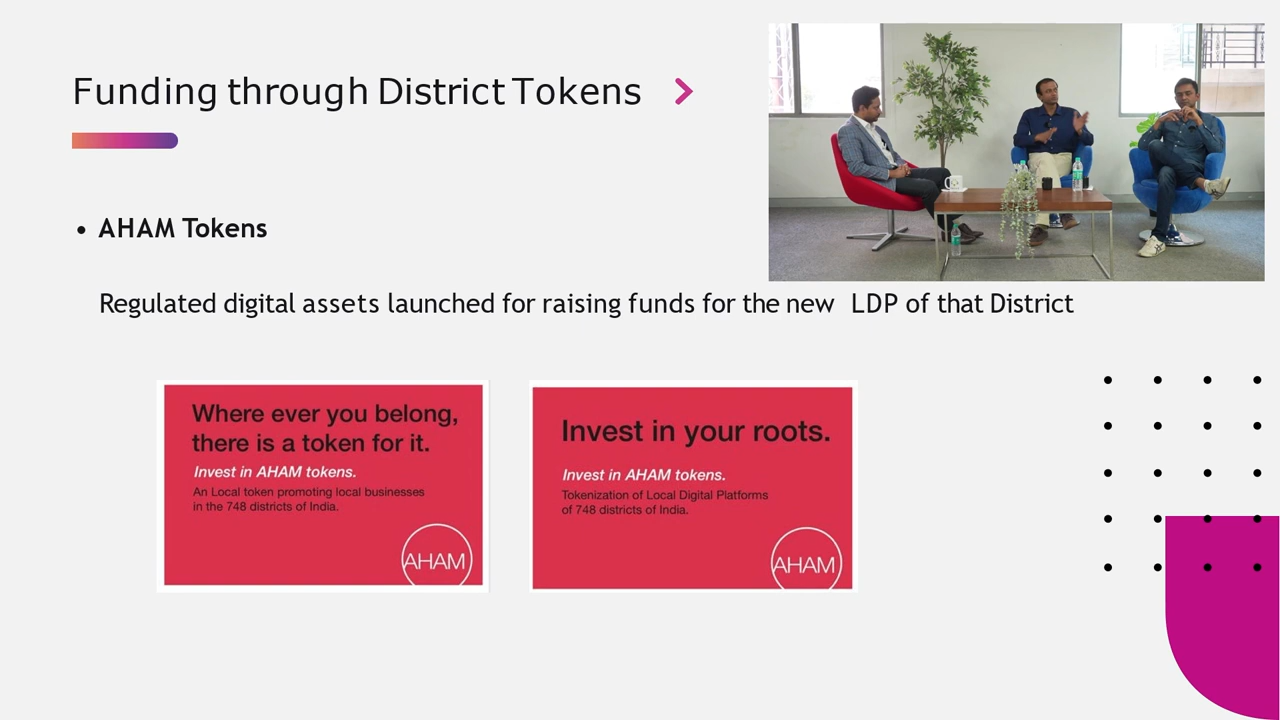 Funding through District Tokens
• AHAM Tokens
Regulated digital assets launched for raising funds for the new LDP of that District
Where ever you belong,
there is a token for it.
Invest in AHAM tokens.
An Local token promoting local businesses
in the 748 districts of India.
AHAM
Invest in your roots.
Invest in AHAM tokens.
Tokenization of Local Digital Platforms
of 748 districts of India.
AHAM